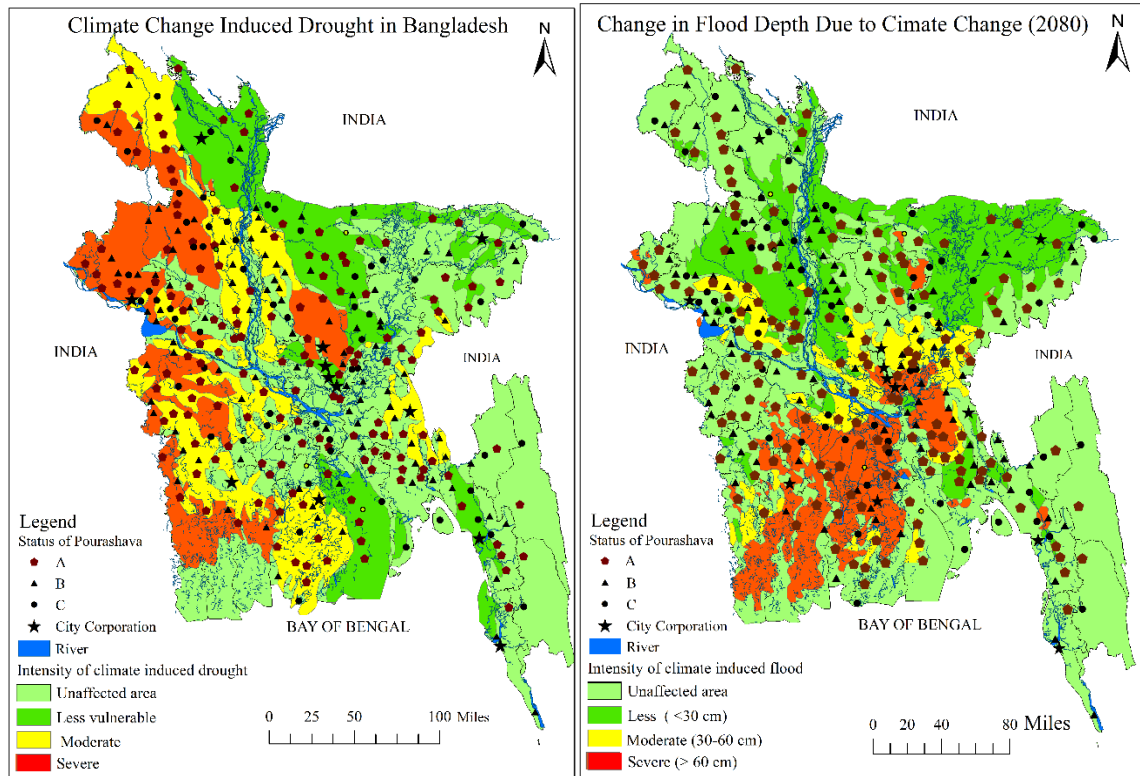 Climate Change Induced Drought in Bangladesh
N
INDIA
INDIA
INDIA
Legend
Status of Pourashava
A
B
C
City Corporation
River
BAY OF BENGAL
Intensity of climate induced drought
Unaffected area
Less vulnerable
Moderate
Severe
0 25 50 100 Miles
Change in Flood Depth Due to Cimate Change (2080)
N
INDIA
INDIA
INDIA
Legend
Status of Pourashava
A
B
C
City Corporation
River
BAY OF BENGAL
Intensity of climate induced flood
Unaffected area
Less ( <30 cm)
Moderate (30-60 cm)
Severe (> 60 cm)
0 20 40 80 Miles